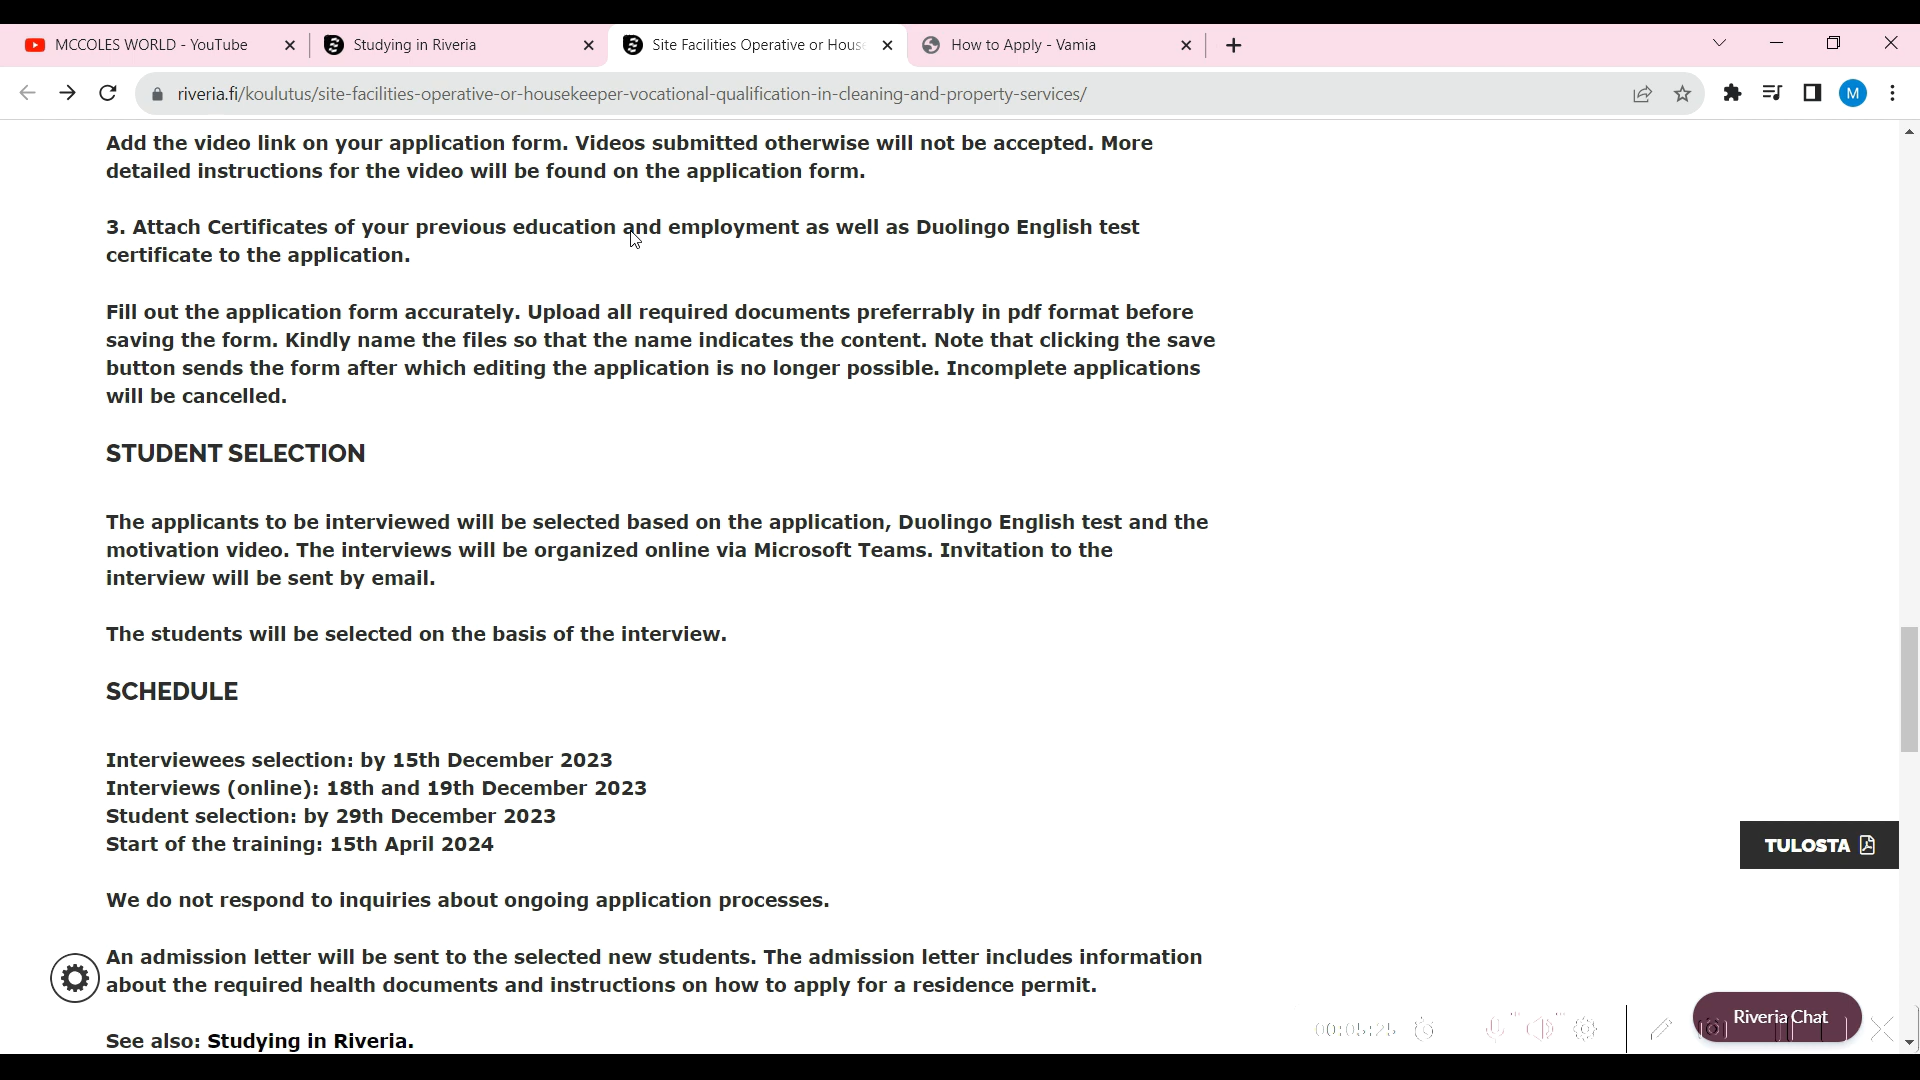 MCCOLES WORLD - YouTube
Studying in Riveria
Site Facilities Operative or House
How to Apply - Vamia
riveria.fi/koulutus/site-facilities-operative-or-housekeeper-vocational-qualification-in-cleaning-and-property-services/
M
Add the video link on your application form. Videos submitted otherwise will not be accepted. More
detailed instructions for the video will be found on the application form.
3. Attach Certificates of your previous education and employment as well as Duolingo English test
certificate to the application.
Fill out the application form accurately. Upload all required documents preferrably in pdf format before
saving the form. Kindly name the files so that the name indicates the content. Note that clicking the save
button sends the form after which editing the application is no longer possible. Incomplete applications
will be cancelled.
STUDENT SELECTION
The applicants to be interviewed will be selected based on the application, Duolingo English test and the
motivation video. The interviews will be organized online via Microsoft Teams. Invitation to the
interview will be sent by email.
The students will be selected on the basis of the interview.
SCHEDULE
Interviewees selection: by 15th December 2023
Interviews (online): 18th and 19th December 2023
Student selection: by 29th December 2023
Start of the training: 15th April 2024
TULOSTA
We do not respond to inquiries about ongoing application processes.
An admission letter will be sent to the selected new students. The admission letter includes information
about the required health documents and instructions on how to apply for a residence permit.
Riveria Chat
00:05:25
See also: Studying in Riveria.